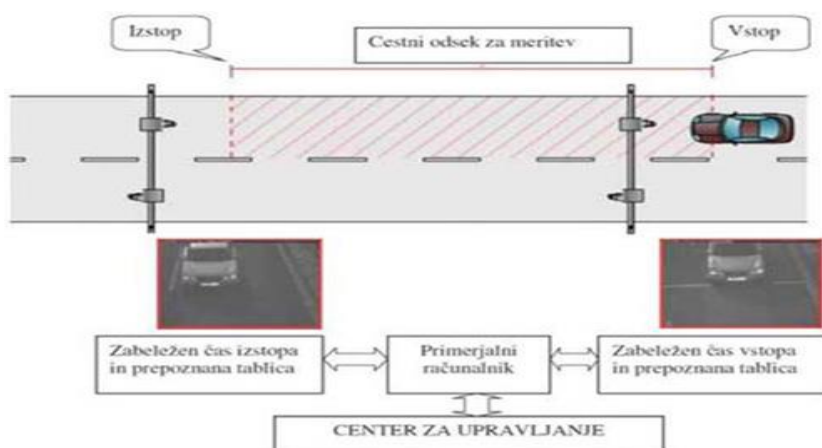 Izstop
Cestni odsek za meritev
Vstop
Zabeležen čas izstopa
in prepoznana tablica
Primerjalni
računalnik
Zabeležen čas vstopa
in prepoznana tablica
CENTER ZA UPRAVLJANJE